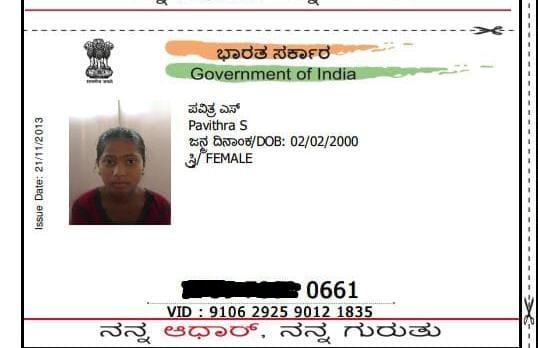 ಭಾರತ ಸರ್ಕಾರ
Government of India
ಪವಿತ್ರ ಎಸ್
Pavithra S
ಜನ್ಮ ದಿನಾಂಕ/DOB: 02/02/2000
ಸ್ತ್ರೀ/ FEMALE
Issue Date: 21/11/2013
0661
VID : 9106 2925 9012 1835
ನನ್ನ ಆಧಾರ್, ನನ್ನ ಗುರುತು